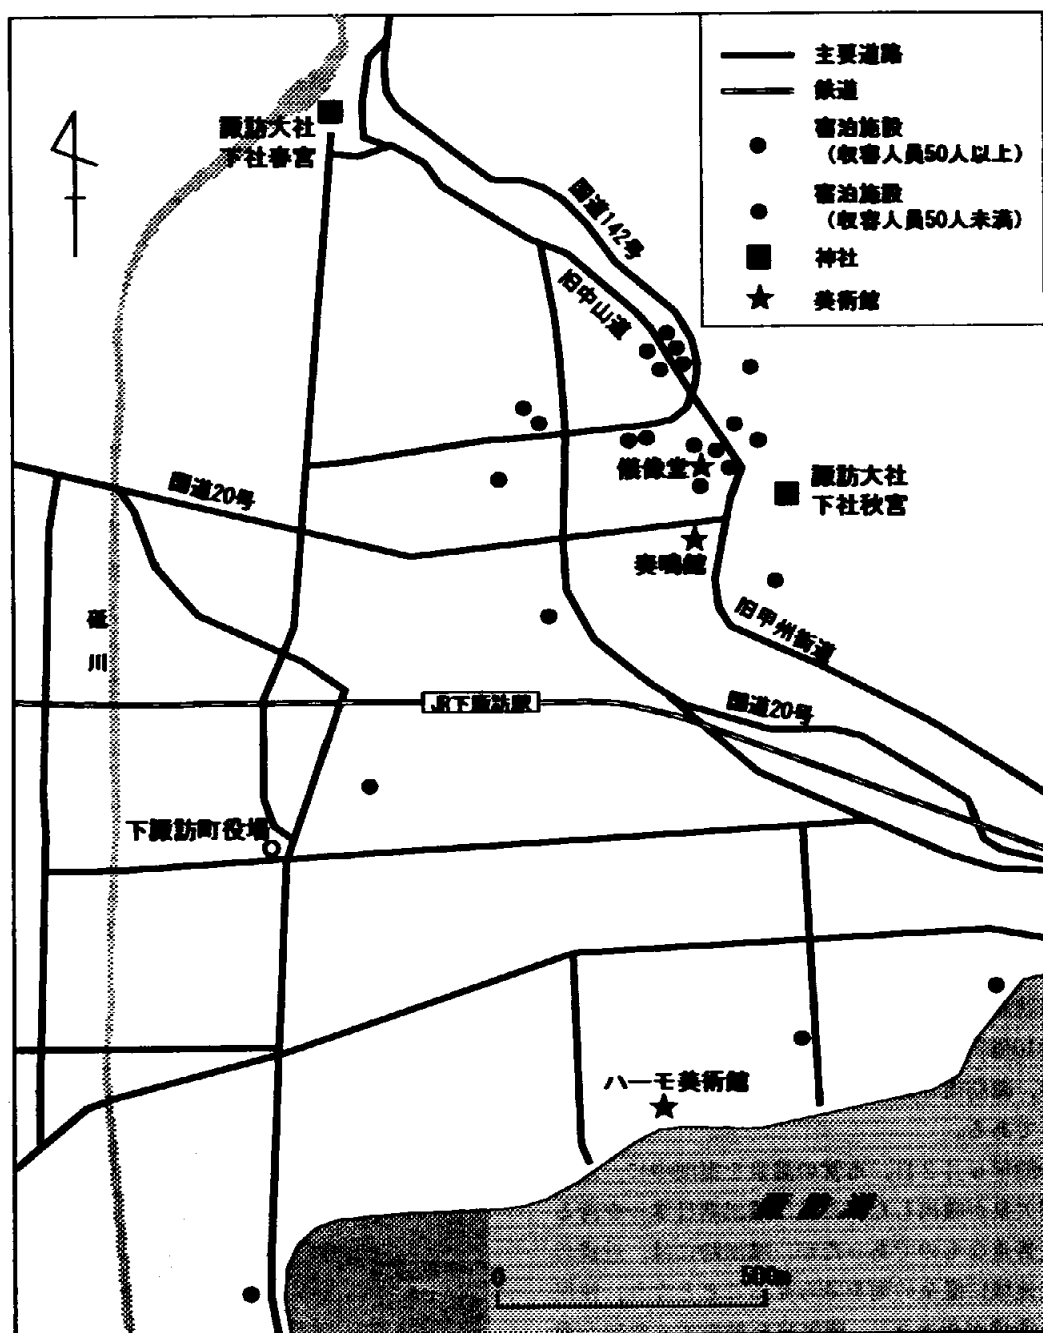 主要道路
鉄道
宿泊施設
(収容人員50人以上)
宿泊施設
(収容人員50人未満)
神社
美術館
諏訪大社
下社春宮
国道142号
旧中山道
国道20号
儀像堂
諏訪大社
下社秋宮
奏鳴館
砥川
旧甲州街道
JR下諏訪駅
国道20号
下諏訪町役場
ハーモ美術館
諏訪湖
0
500m